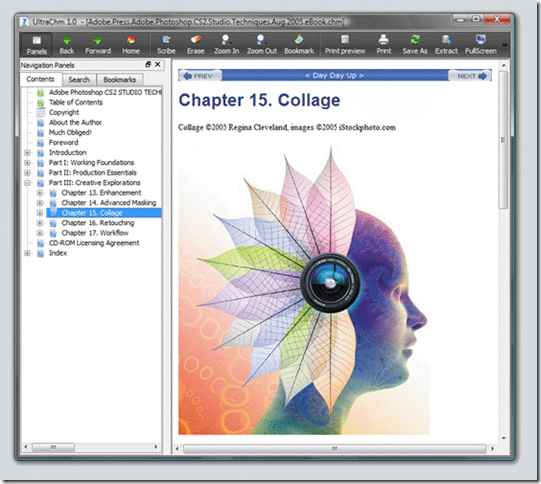 UltraChm 1.0 - [Adobe.Press.Adobe.Photoshop.CS2.Studio.Techniques.Aug.2005.eBook.chm]
Panels Back Forward Home Scribe Erase Zoom In Zoom Out Bookmark Print preview Print Save As Extract FullScreen
Navigation Panels
Contents Search Bookmarks
Adobe Photoshop CS2 STUDIO TECHI
Table of Contents
Copyright
About the Author
Much Obliged!
Foreword
Introduction
Part I: Working Foundations
Part II: Production Essentials
Part III: Creative Explorations
Chapter 13. Enhancement
Chapter 14. Advanced Masking
Chapter 15. Collage
Chapter 16. Retouching
Chapter 17. Workflow
CD-ROM Licensing Agreement
Index
PREV < Day Day Up > NEXT
Chapter 15. Collage
Collage ©2005 Regina Cleveland, images ©2005 iStockphoto.com